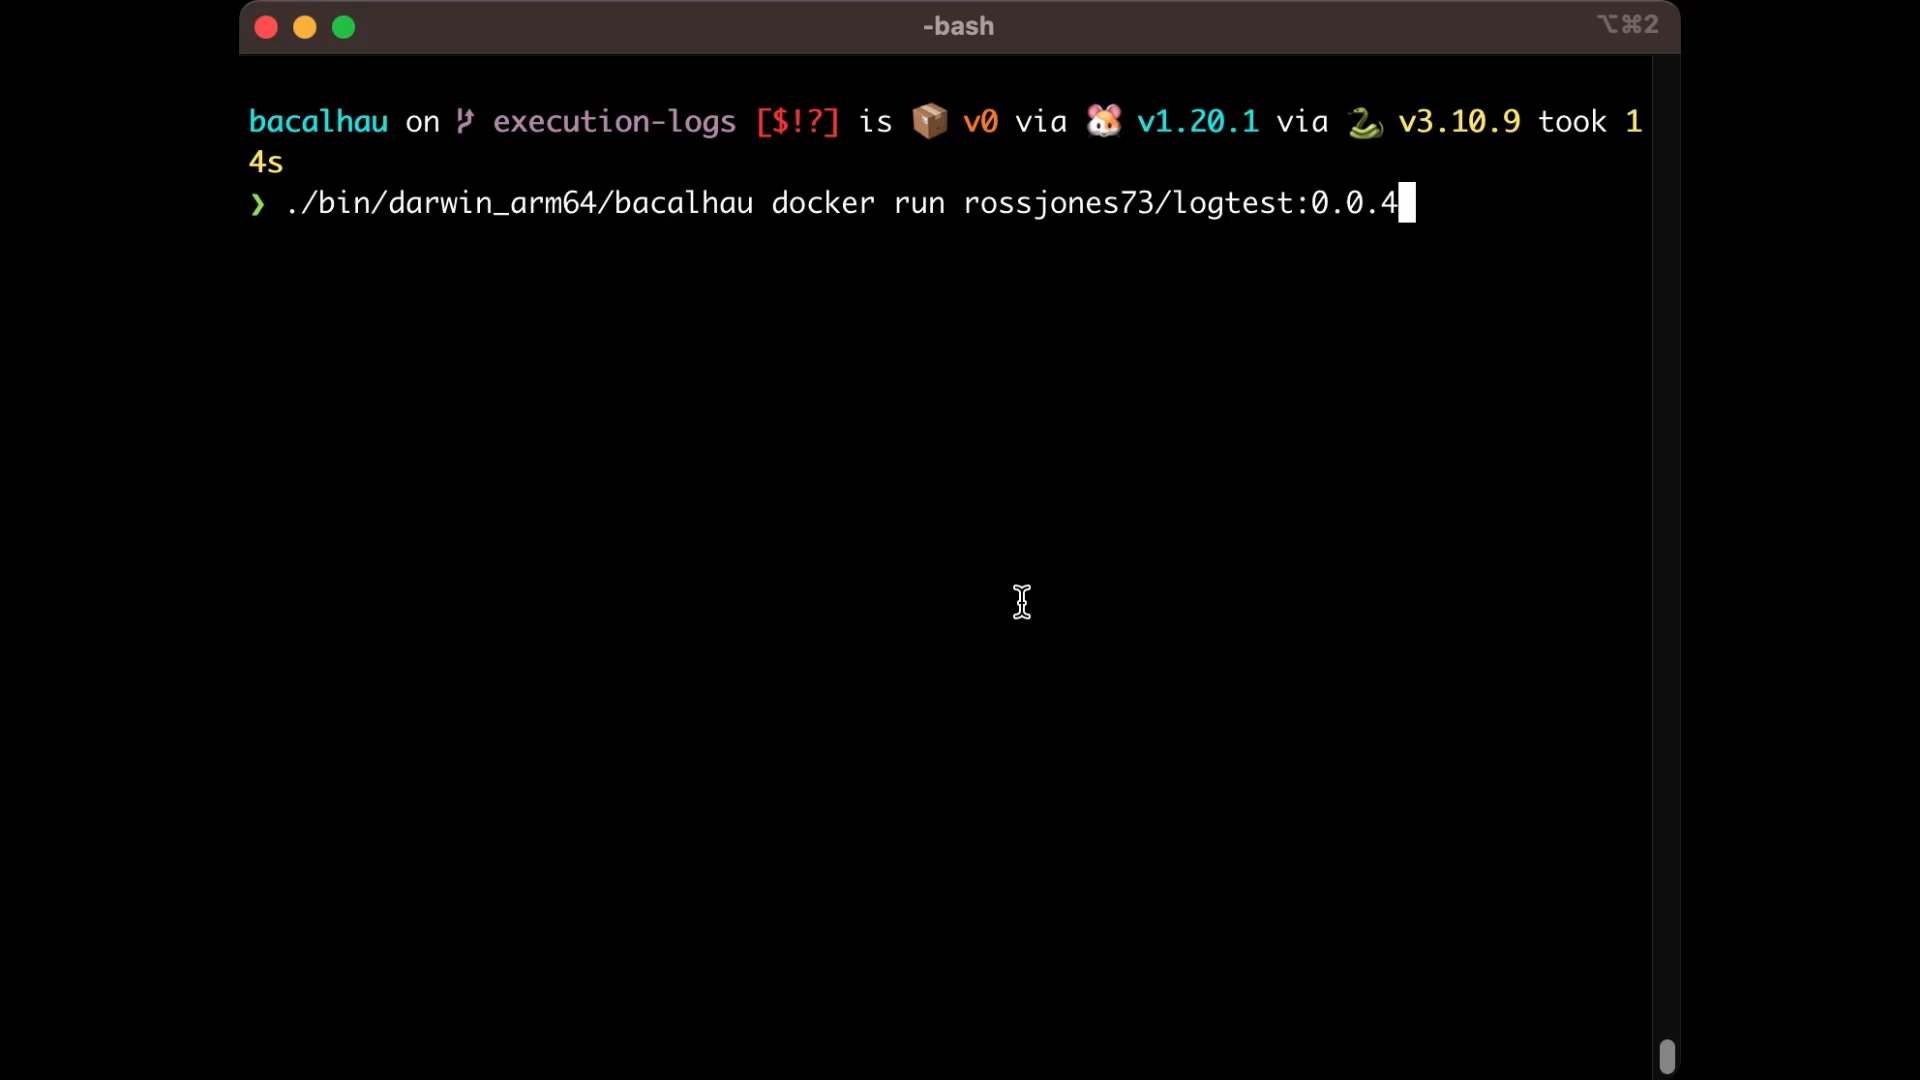 -bash
⌥⌘2
bacalhau on execution-logs [$!?] is 📦 v0 via 🐹 v1.20.1 via 🐍 v3.10.9 took 1
4s
❯ ./bin/darwin_arm64/bacalhau docker run rossjones73/logtest:0.0.4